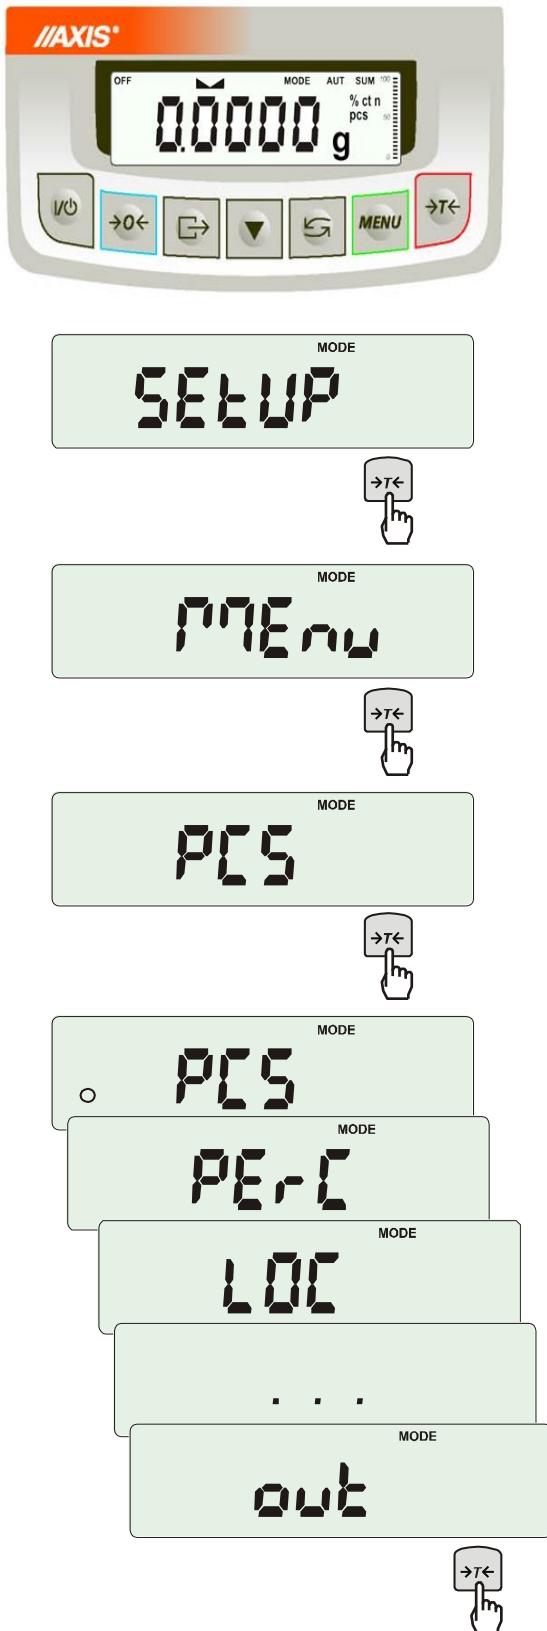 //AXIS®
OFF MODE AUT SUM 100
0.0000 g % ct n
pcs 50
0
I/⏻ →0← MENU →T←
MODE
SEtUP
→T←
MODE
MEnu
→T←
MODE
PCS
→T←
MODE
PCS
MODE
PErC
MODE
LOC
. . .
MODE
out
→T←